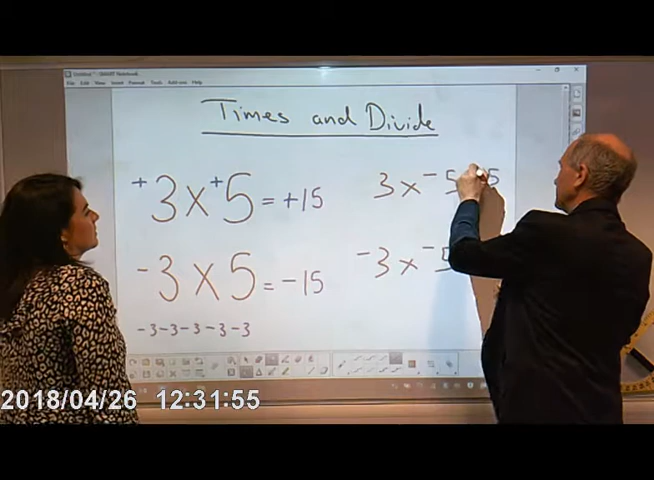 Times and Divide
+3 x +5 = +15
3 x -5
-3 x 5 = -15
-3 x -5
-3-3-3-3-3
2018/04/26 12:31:55